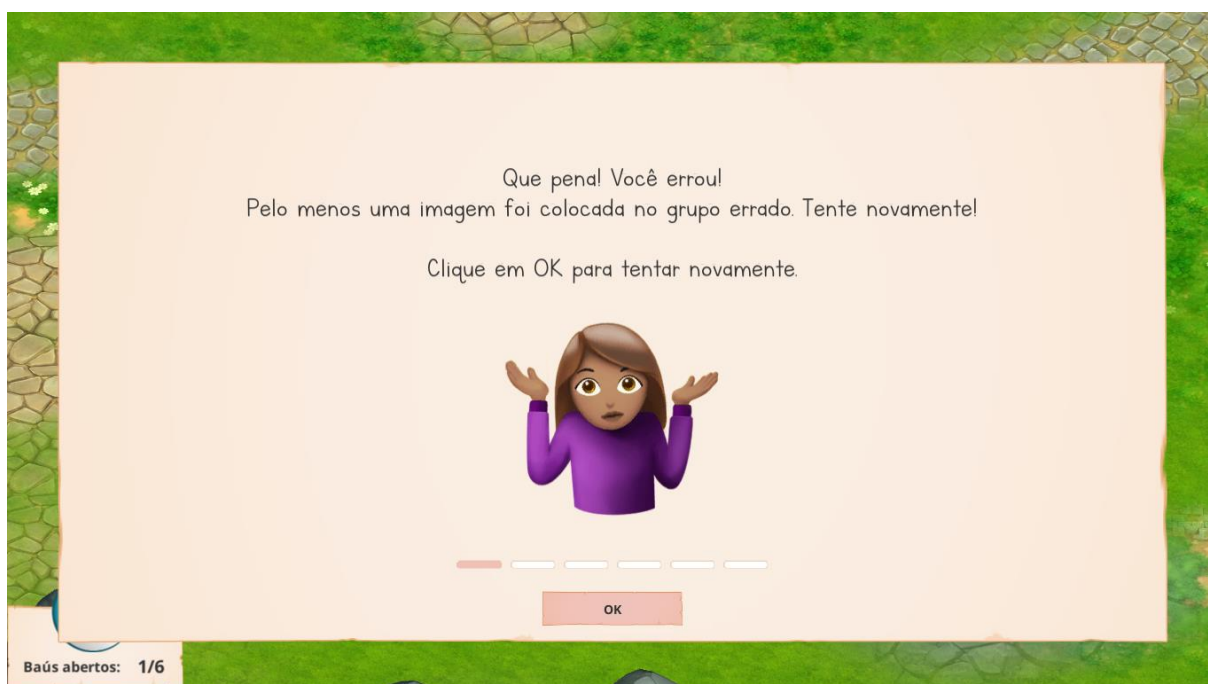 Que pena! Você errou!
Pelo menos uma imagem foi colocada no grupo errado. Tente novamente!
Clique em OK para tentar novamente.
OK
Baús abertos: 1/6